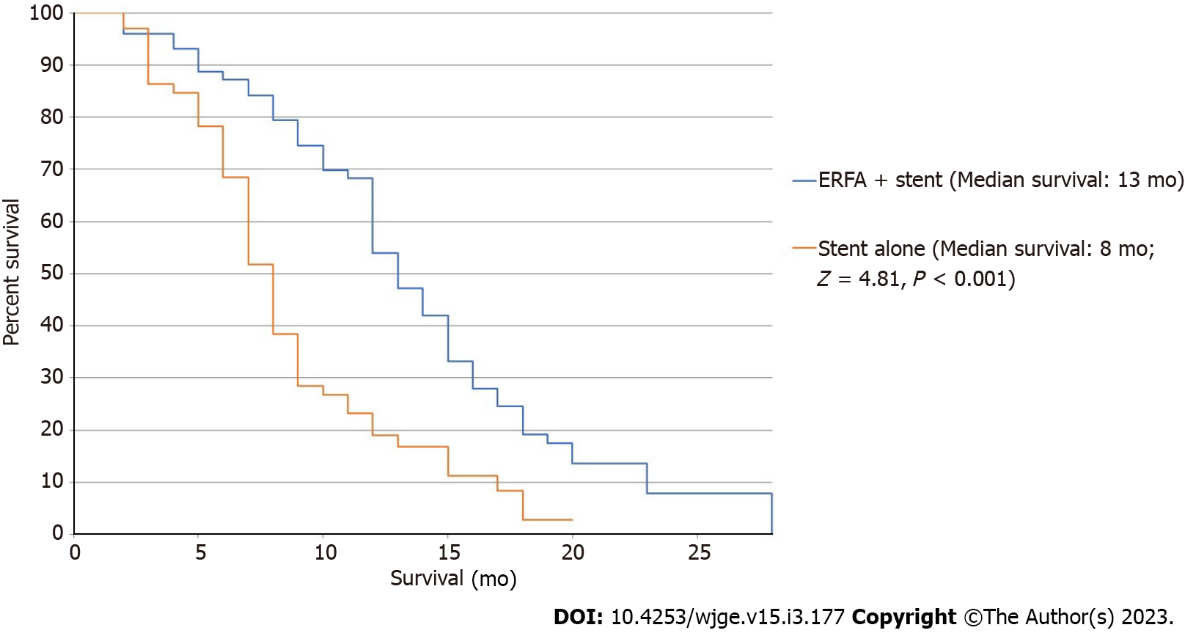 100
90
80
70
60
50
40
30
20
10
0
Percent survival
0 5 10 15 20 25
Survival (mo)
ERFA + stent (Median survival: 13 mo)
Stent alone (Median survival: 8 mo;
Z = 4.81, P < 0.001)
DOI: 10.4253/wjge.v15.i3.177 Copyright ©The Author(s) 2023.